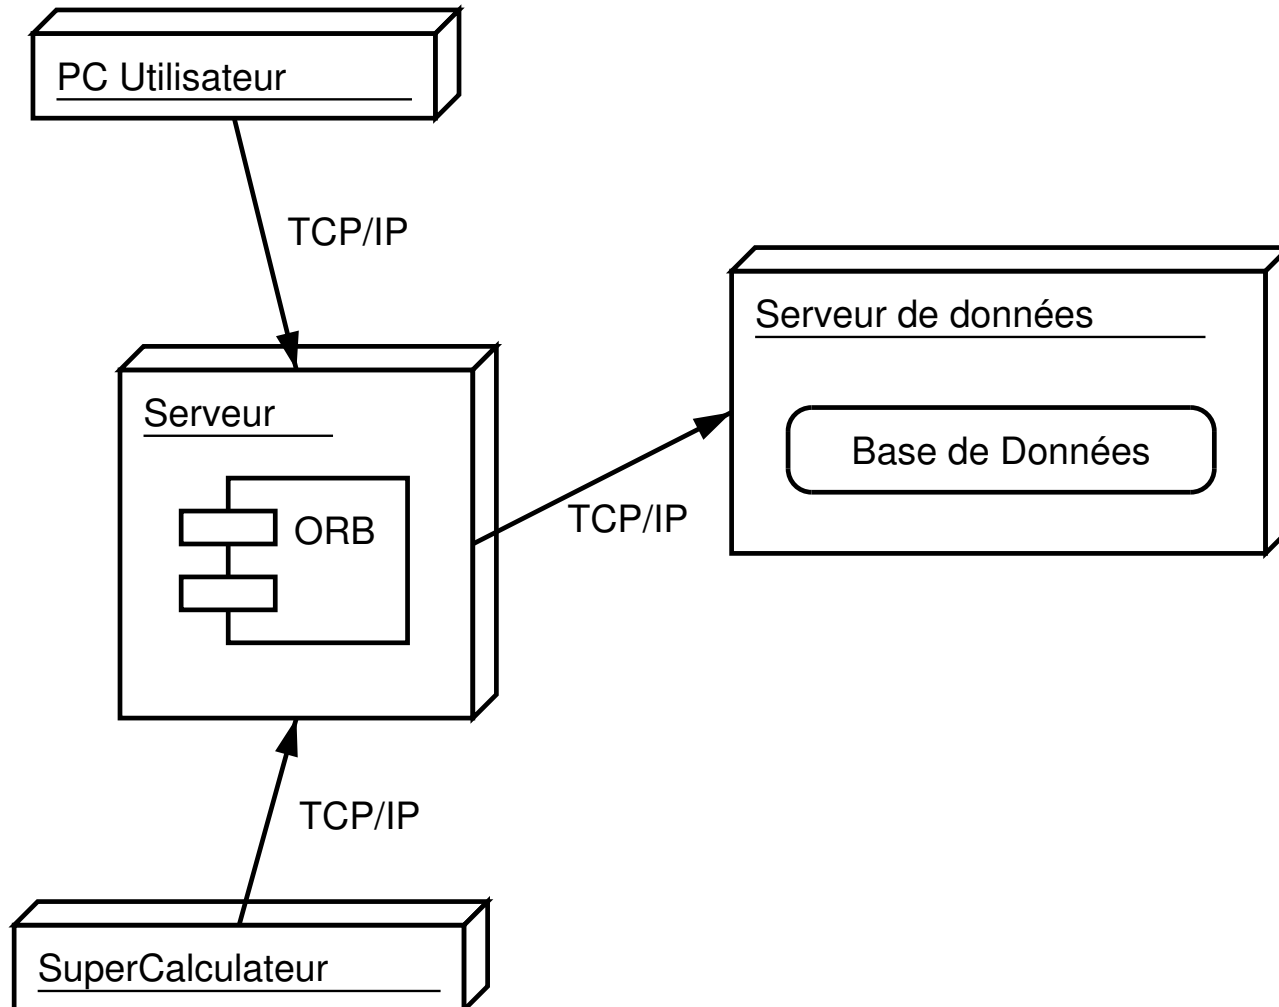 PC Utilisateur
TCP/IP
Serveur de données
Base de Données
Serveur
ORB
TCP/IP
TCP/IP
SuperCalculateur